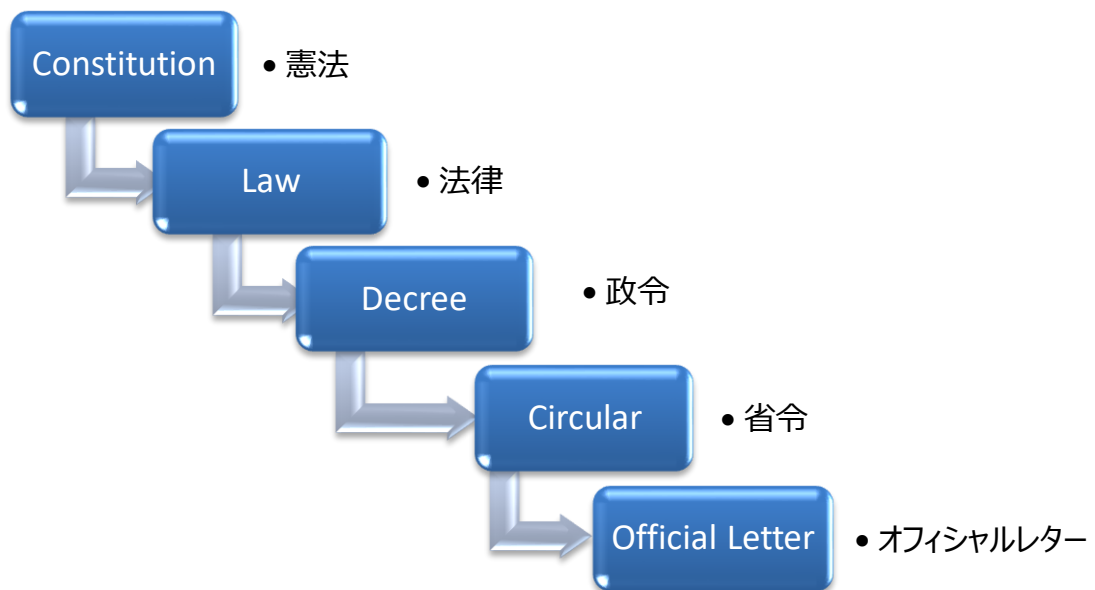 Constitution
• 憲法
Law
• 法律
Decree
• 政令
Circular
• 省令
Official Letter
• オフィシャルレター